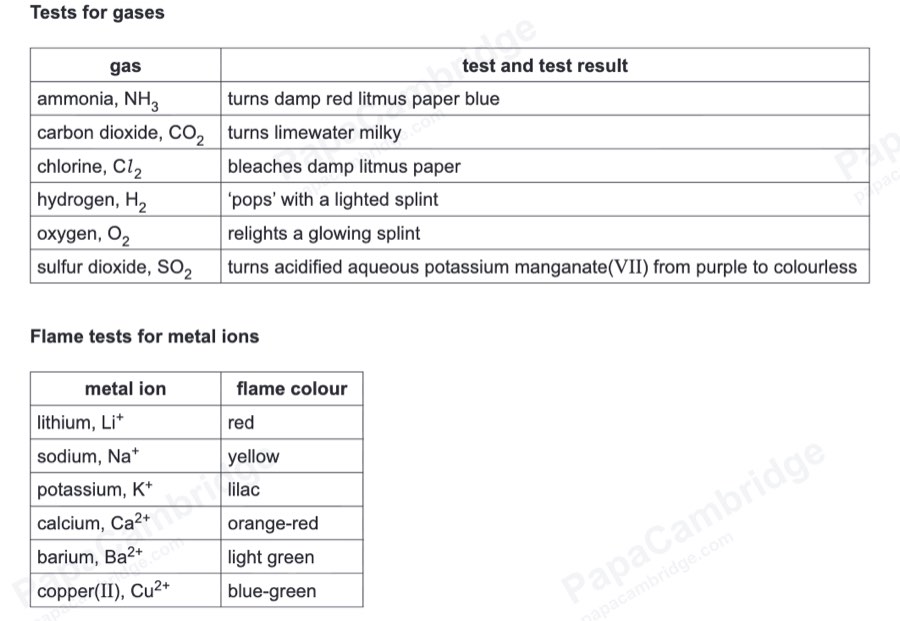 Tests for gases
gas test and test result
ammonia, NH₃ turns damp red litmus paper blue
carbon dioxide, CO₂ turns limewater milky
chlorine, Cl₂ bleaches damp litmus paper
hydrogen, H₂ ‘pops’ with a lighted splint
oxygen, O₂ relights a glowing splint
sulfur dioxide, SO₂ turns acidified aqueous potassium manganate(VII) from purple to colourless
Flame tests for metal ions
metal ion flame colour
lithium, Li⁺ red
sodium, Na⁺ yellow
potassium, K⁺ lilac
calcium, Ca²⁺ orange-red
barium, Ba²⁺ light green
copper(II), Cu²⁺ blue-green
PapaCambridge
papacambridge.com